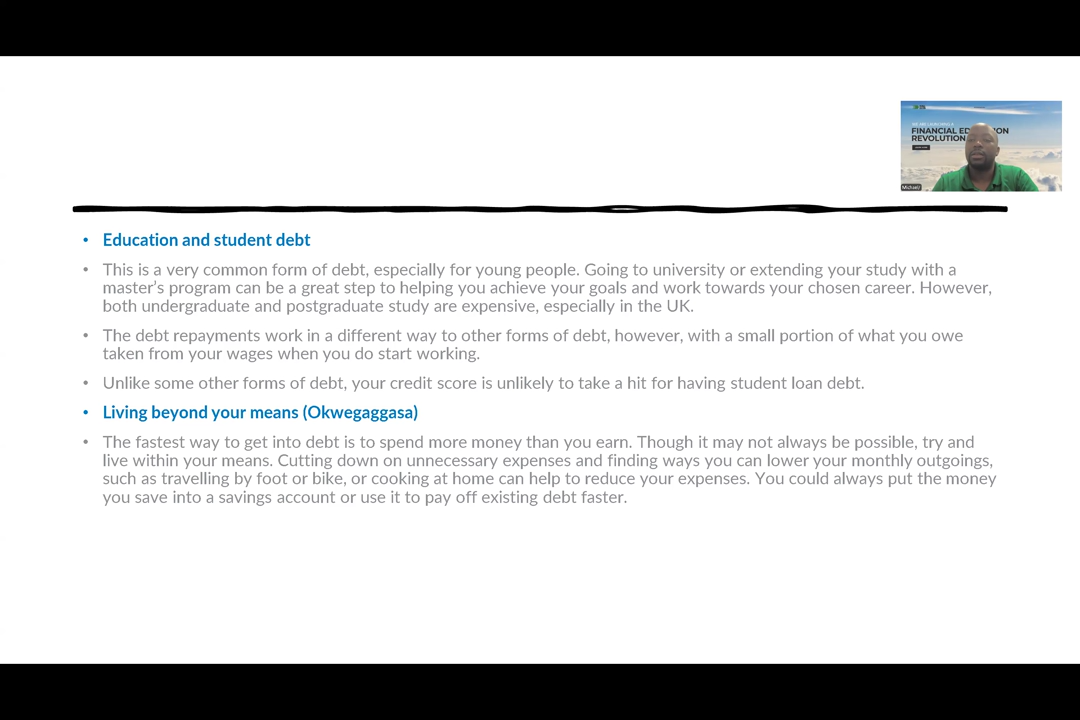 FINANCIAL ED
ON
REVOLUTION
Michael
Education and student debt
This is a very common form of debt, especially for young people. Going to university or extending your study with a
master's program can be a great step to helping you achieve your goals and work towards your chosen career. However,
both undergraduate and postgraduate study are expensive, especially in the UK.
The debt repayments work in a different way to other forms of debt, however, with a small portion of what you owe
taken from your wages when you do start working.
Unlike some other forms of debt, your credit score is unlikely to take a hit for having student loan debt.
Living beyond your means (Okwegaggasa)
The fastest way to get into debt is to spend more money than you earn. Though it may not always be possible, try and
live within your means. Cutting down on unnecessary expenses and finding ways you can lower your monthly outgoings,
such as travelling by foot or bike, or cooking at home can help to reduce your expenses. You could always put the money
you save into a savings account or use it to pay off existing debt faster.